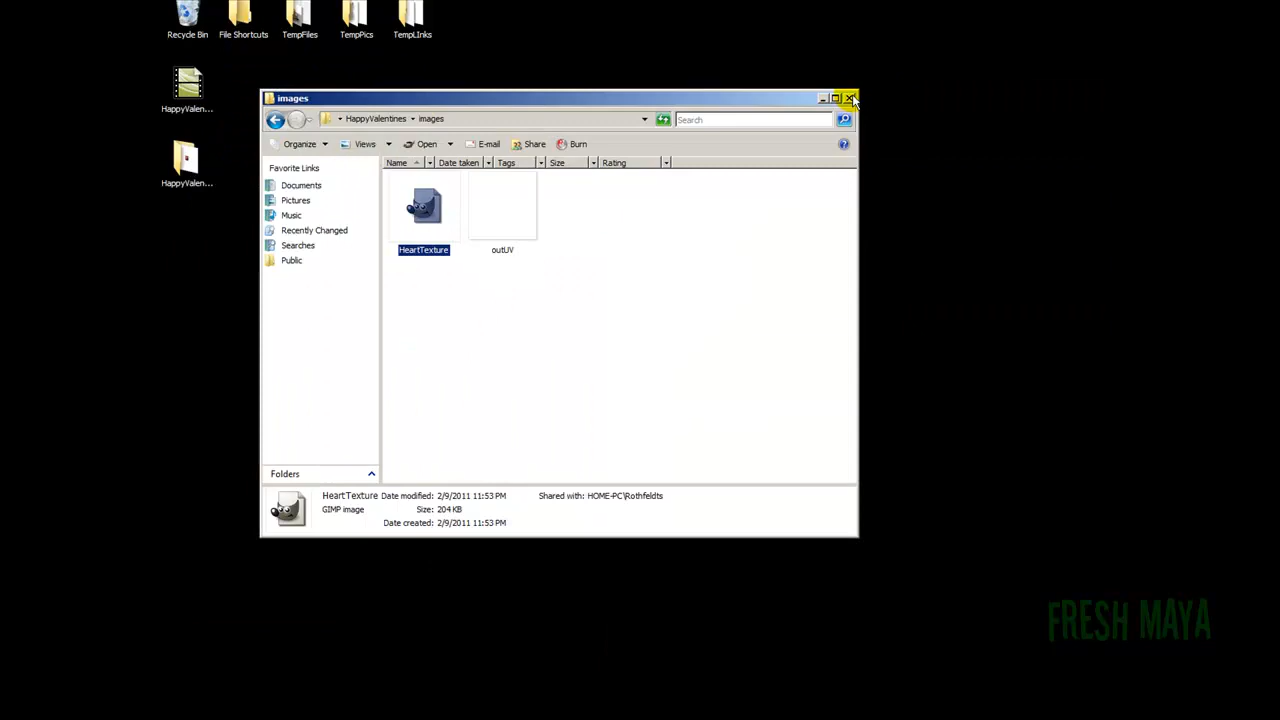 Recycle Bin
File Shortcuts
TempFiles
TempPics
TempLInks
HappyValen...
HappyValen...
images
HappyValentines
images
Search
Organize
Views
Open
E-mail
Share
Burn
Favorite Links
Name
Date taken
Tags
Size
Rating
Documents
Pictures
Music
Recently Changed
Searches
Public
HeartTexture
outUV
Folders
HeartTexture Date modified: 2/9/2011 11:53 PM
Shared with: HOME-PC\Rothfeldts
GIMP image
Size: 204 KB
Date created: 2/9/2011 11:53 PM
FRESH MAYA